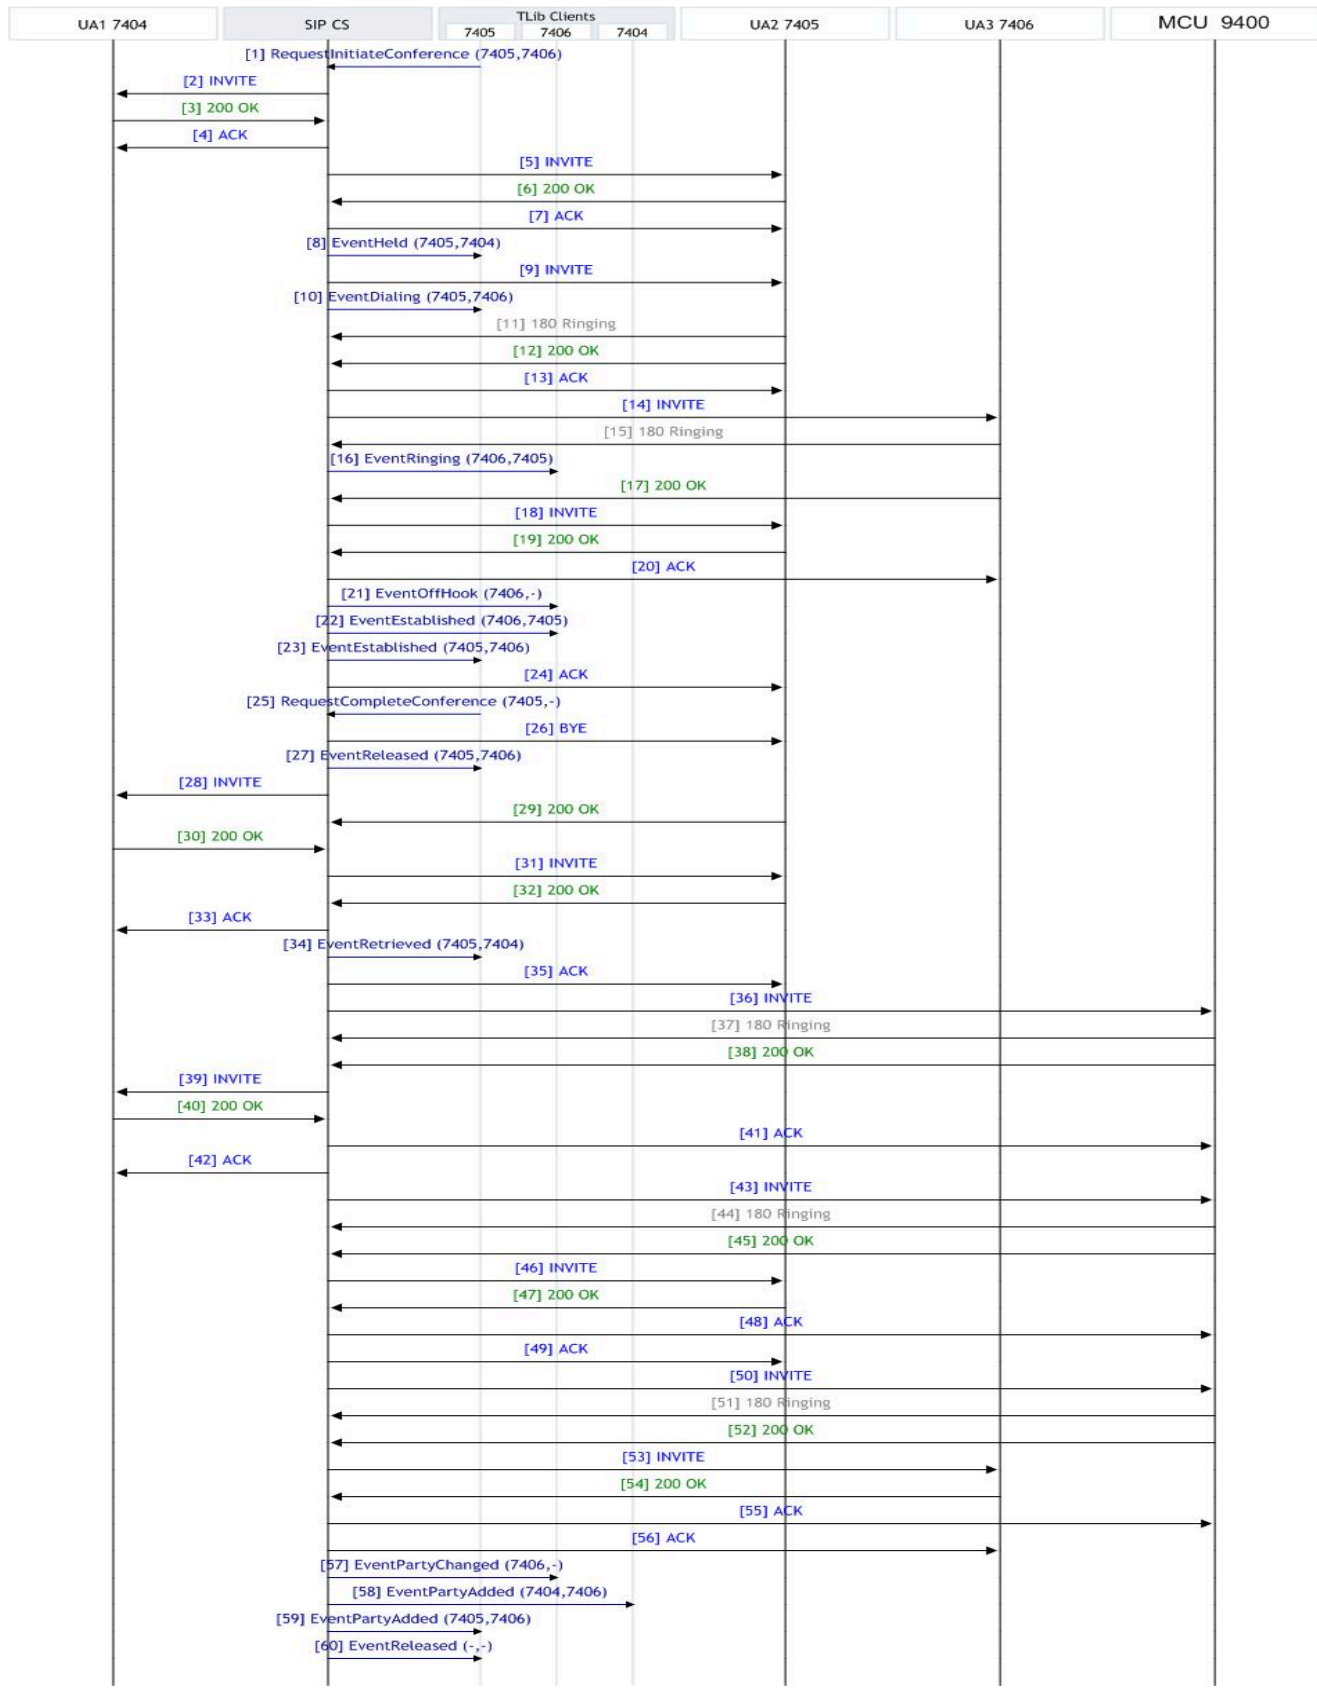 UA1 7404
SIP CS
TLib Clients
7405
7406
7404
UA2 7405
UA3 7406
MCU 9400
[1] RequestInitiateConference (7405,7406)
[2] INVITE
[3] 200 OK
[4] ACK
[5] INVITE
[6] 200 OK
[7] ACK
[8] EventHeld (7405,7404)
[9] INVITE
[10] EventDialing (7405,7406)
[11] 180 Ringing
[12] 200 OK
[13] ACK
[14] INVITE
[15] 180 Ringing
[16] EventRinging (7406,7405)
[17] 200 OK
[18] INVITE
[19] 200 OK
[20] ACK
[21] EventOffHook (7406,-)
[22] EventEstablished (7406,7405)
[23] EventEstablished (7405,7406)
[24] ACK
[25] RequestCompleteConference (7405,-)
[26] BYE
[27] EventReleased (7405,7406)
[28] INVITE
[29] 200 OK
[30] 200 OK
[31] INVITE
[32] 200 OK
[33] ACK
[34] EventRetrieved (7405,7404)
[35] ACK
[36] INVITE
[37] 180 Ringing
[38] 200 OK
[39] INVITE
[40] 200 OK
[41] ACK
[42] ACK
[43] INVITE
[44] 180 Ringing
[45] 200 OK
[46] INVITE
[47] 200 OK
[48] ACK
[49] ACK
[50] INVITE
[51] 180 Ringing
[52] 200 OK
[53] INVITE
[54] 200 OK
[55] ACK
[56] ACK
[57] EventPartyChanged (7406,-)
[58] EventPartyAdded (7404,7406)
[59] EventPartyAdded (7405,7406)
[60] EventReleased (-,-)